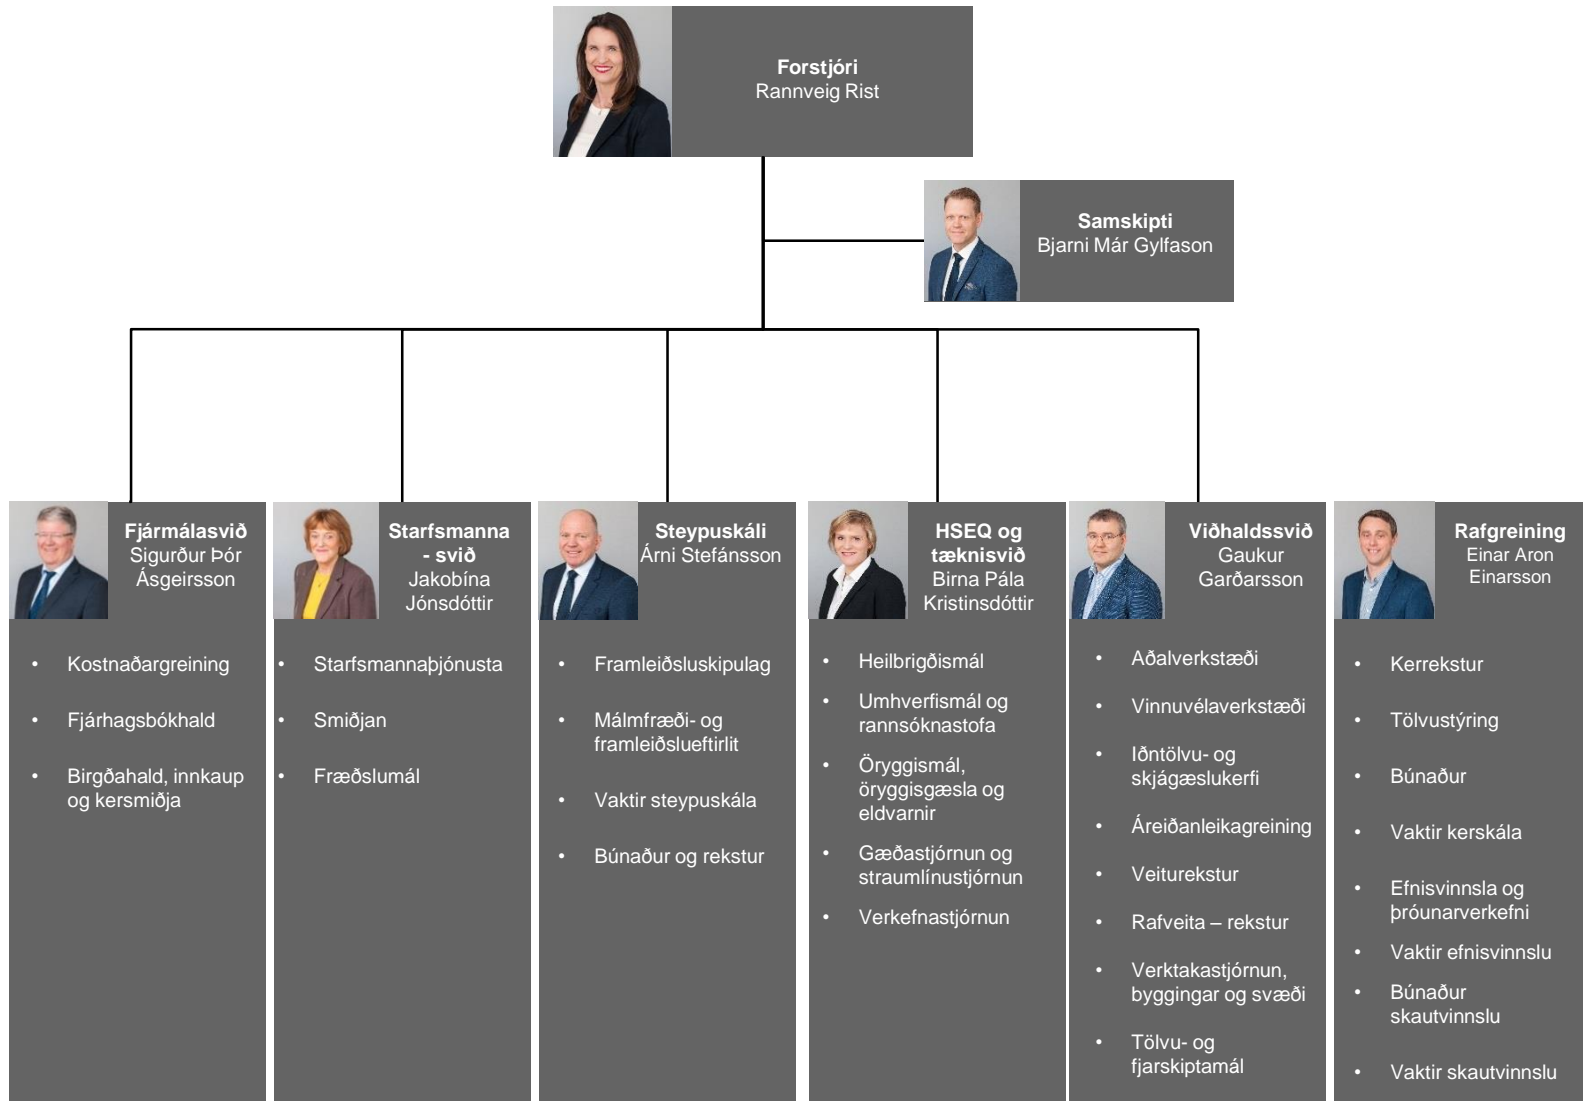 Forstjóri
Rannveig Rist
Samskipti
Bjarni Már Gylfason
Fjármálasvið
Sigurður Þór
Ásgeirsson
• Kostnaðargreining
• Fjárhagsbókhald
• Birgðahald, innkaup
og kersmiðja
Starfsmanna
- svið
Jakobína
Jónsdóttir
• Starfsmannaþjónusta
• Smiðjan
• Fræðslumál
Steypuskáli
Árni Stefánsson
• Framleiðsluskipulag
• Málmfræði- og
framleiðslueftirlit
• Vaktir steypuskála
• Búnaður og rekstur
HSEQ og
tæknisvið
Birna Pála
Kristinsdóttir
• Heilbrigðismál
• Umhverfismál og
rannsóknastofa
• Öryggismál,
öryggisgæsla og
eldvarnir
• Gæðastjórnun og
straumlínustjórnun
• Verkefnastjórnun
Viðhaldssvið
Gaukur
Garðarsson
• Aðalverkstæði
• Vinnuvélaverkstæði
• Iðntölvu- og
skjágæslukerfi
• Áreiðanleikagreining
• Veiturekstur
• Rafveita – rekstur
• Verktakastjórnun,
byggingar og svæði
• Tölvu- og
fjarskiptamál
Rafgreining
Einar Aron
Einarsson
• Kerrekstur
• Tölvustýring
• Búnaður
• Vaktir kerskála
• Efnisvinnsla og
þróunarverkefni
• Vaktir efnisvinnslu
• Búnaður
skautvinnslu
• Vaktir skautvinnslu